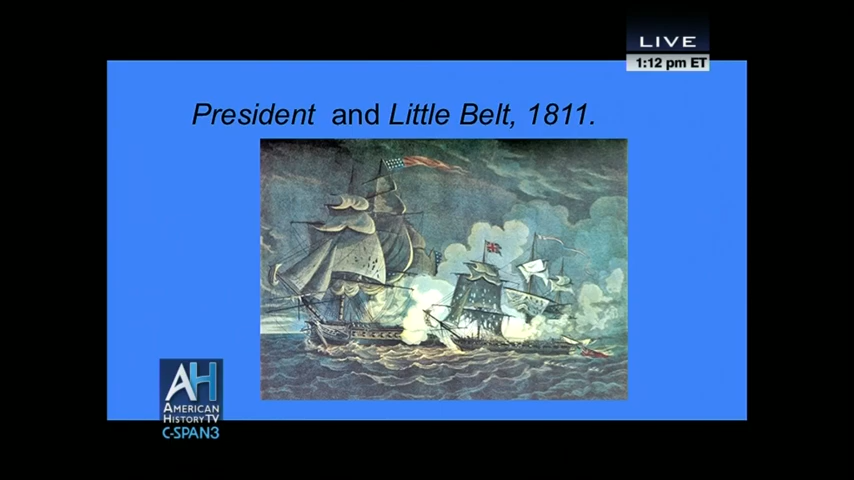 LIVE
1:12 pm ET
President and Little Belt, 1811.
AH
AMERICAN
HISTORY TV
C-SPAN3